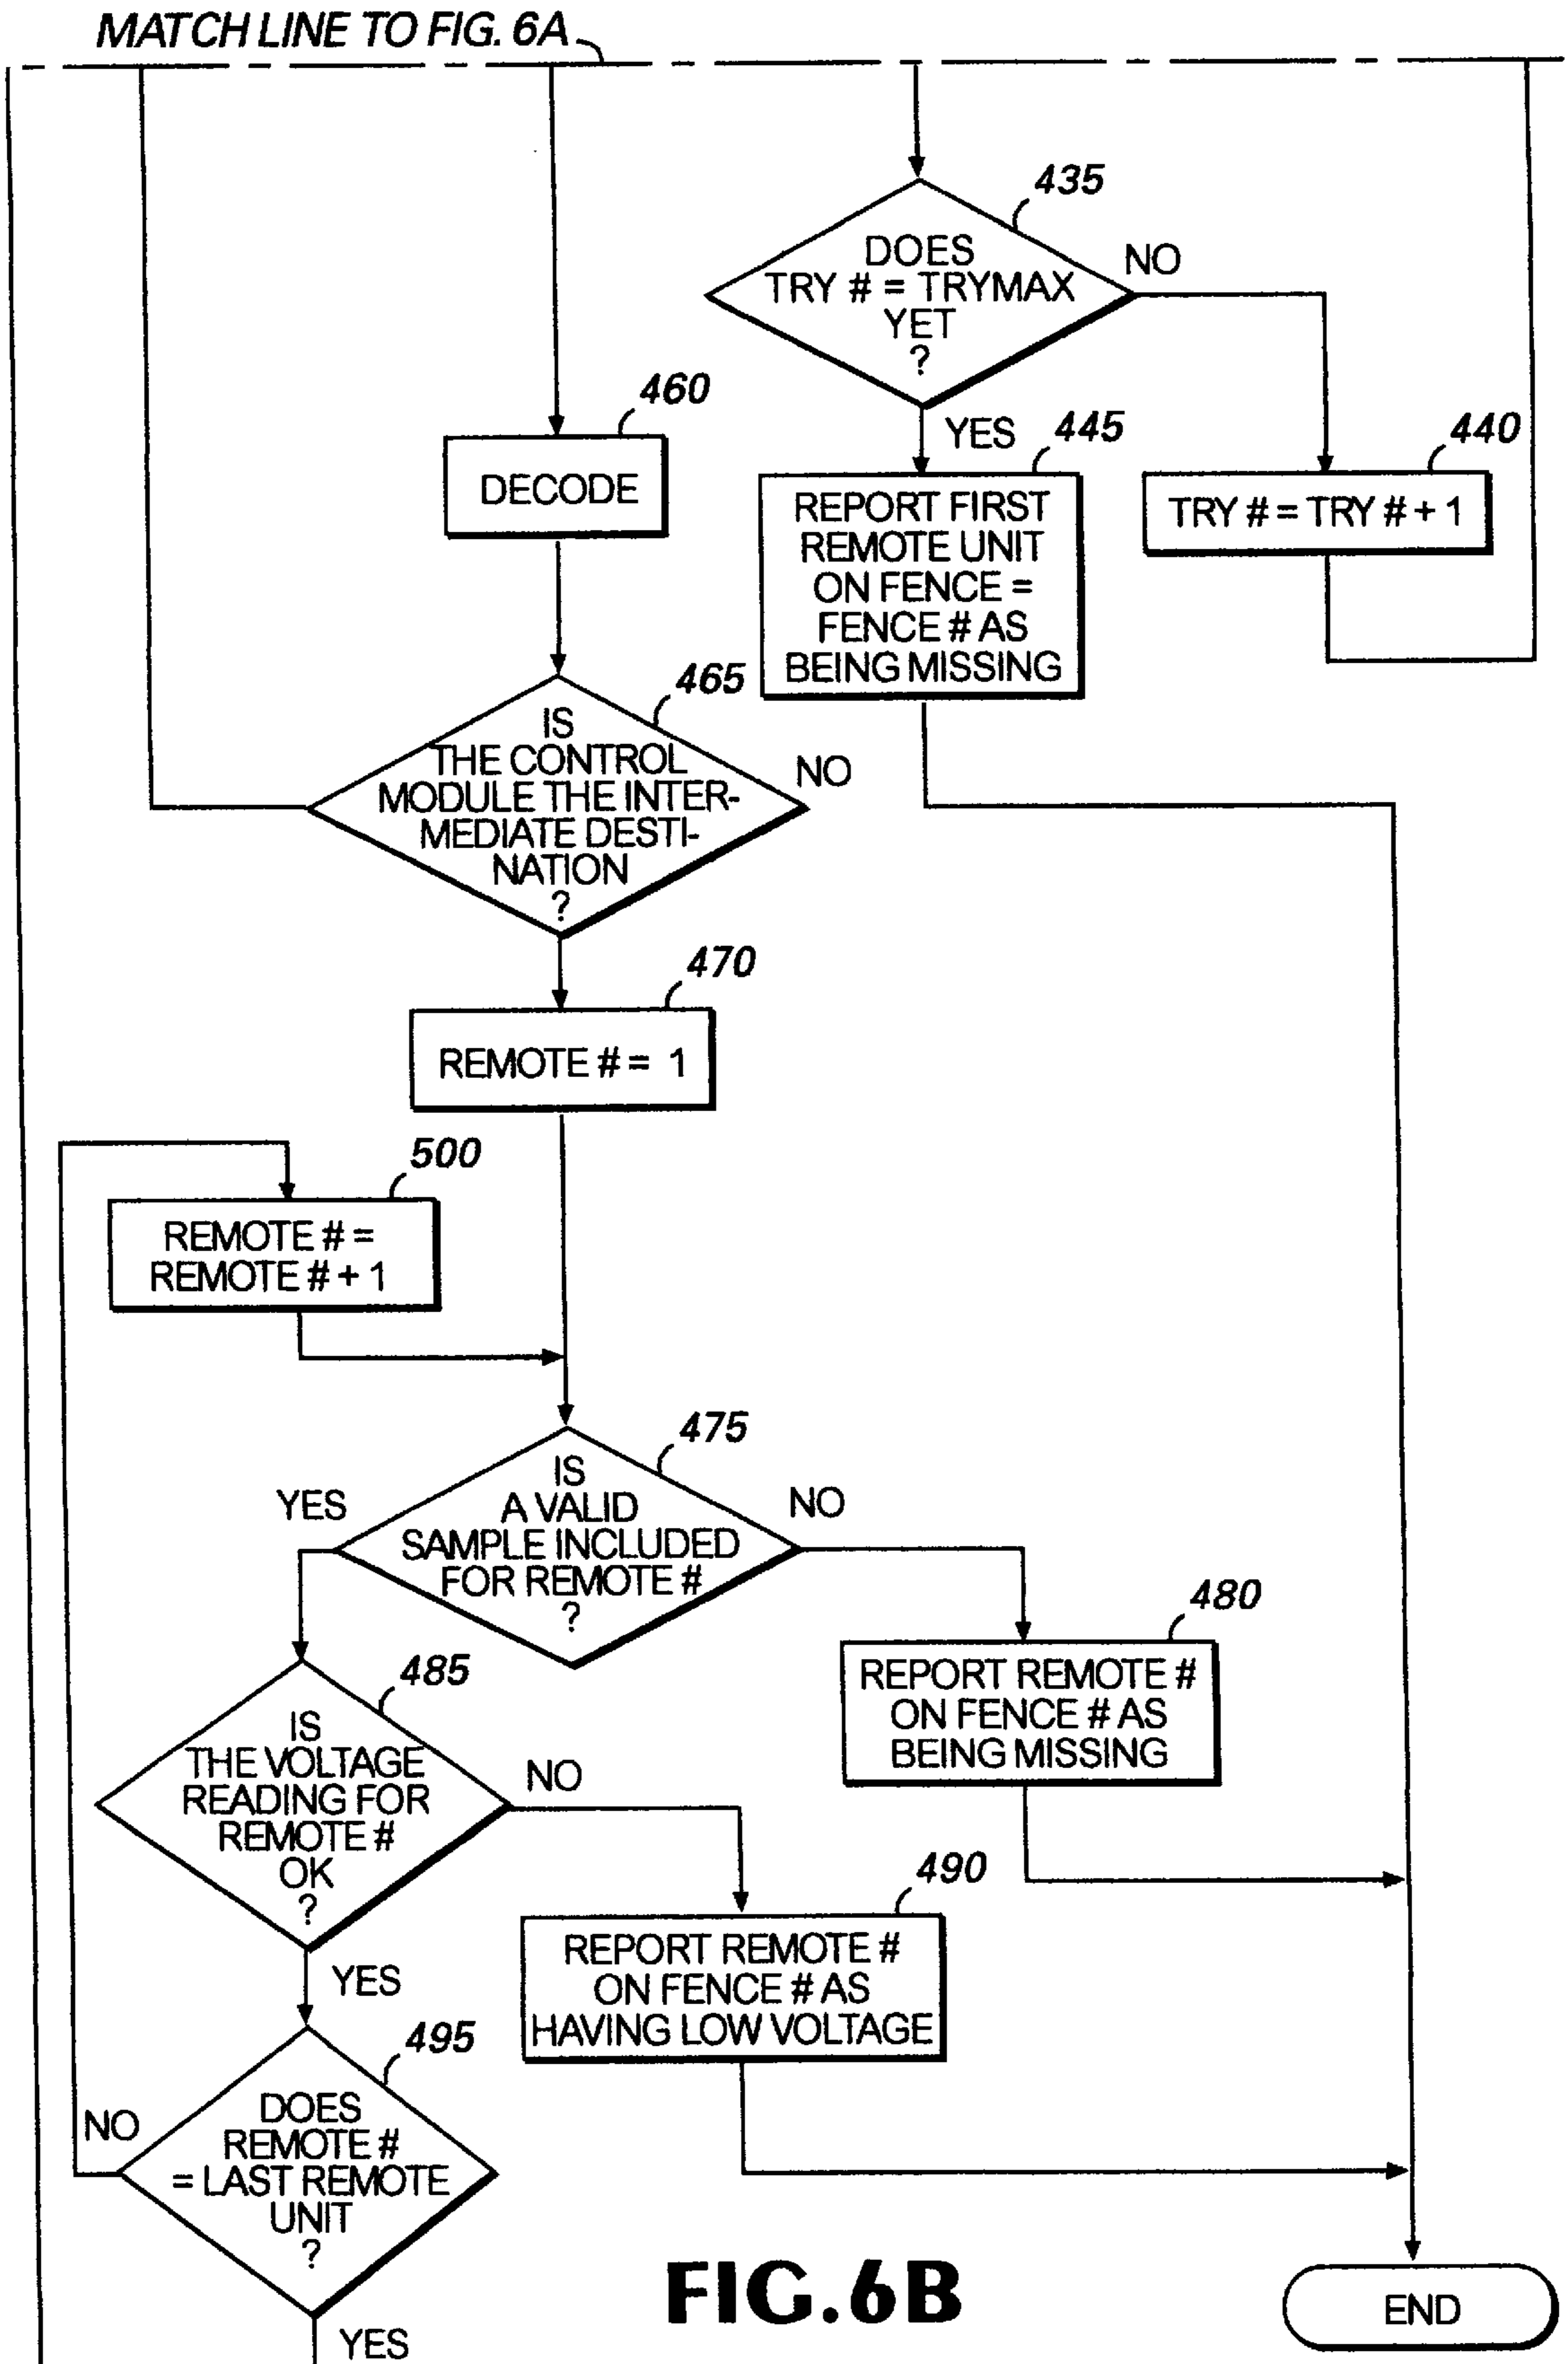 MATCH LINE TO FIG. 6A
435
DOES
TRY # = TRYMAX
YET
?
NO
YES
460
DECODE
445
REPORT FIRST
REMOTE UNIT
ON FENCE =
FENCE # AS
BEING MISSING
440
TRY # = TRY # + 1
465
IS
THE CONTROL
MODULE THE INTER-
MEDIATE DESTI-
NATION
?
NO
470
REMOTE # = 1
500
REMOTE # =
REMOTE # + 1
475
IS
A VALID
SAMPLE INCLUDED
FOR REMOTE #
?
YES
NO
480
REPORT REMOTE #
ON FENCE # AS
BEING MISSING
485
IS
THE VOLTAGE
READING FOR
REMOTE #
OK
?
NO
YES
490
REPORT REMOTE #
ON FENCE # AS
HAVING LOW VOLTAGE
495
DOES
REMOTE #
= LAST REMOTE
UNIT
?
NO
YES
FIG.6B
END